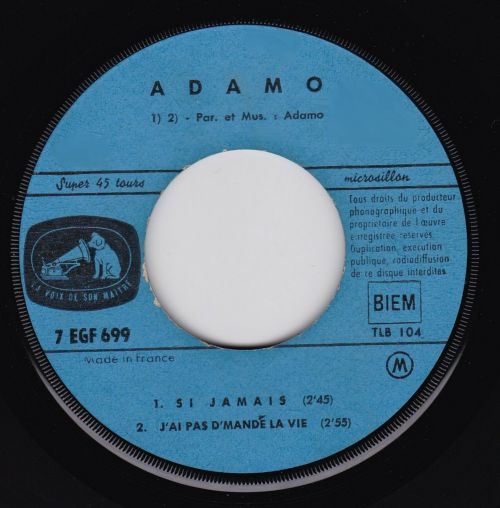 ADAMO
1) 2) - Par. et Mus. : Adamo
Super 45 tours
microsillon
Tous droits du producteur
phonographique et du
propriétaire de l'œuvre
enregistrée réservés.
Duplication, exécution
publique, radiodiffusion
de ce disque interdites
LA VOIX DE SON MAITRE
BIEM
7 EGF 699
TLB 104
Made in France
M
1. SI JAMAIS (2'45)
2. J'AI PAS D'MANDÉ LA VIE (2'55)